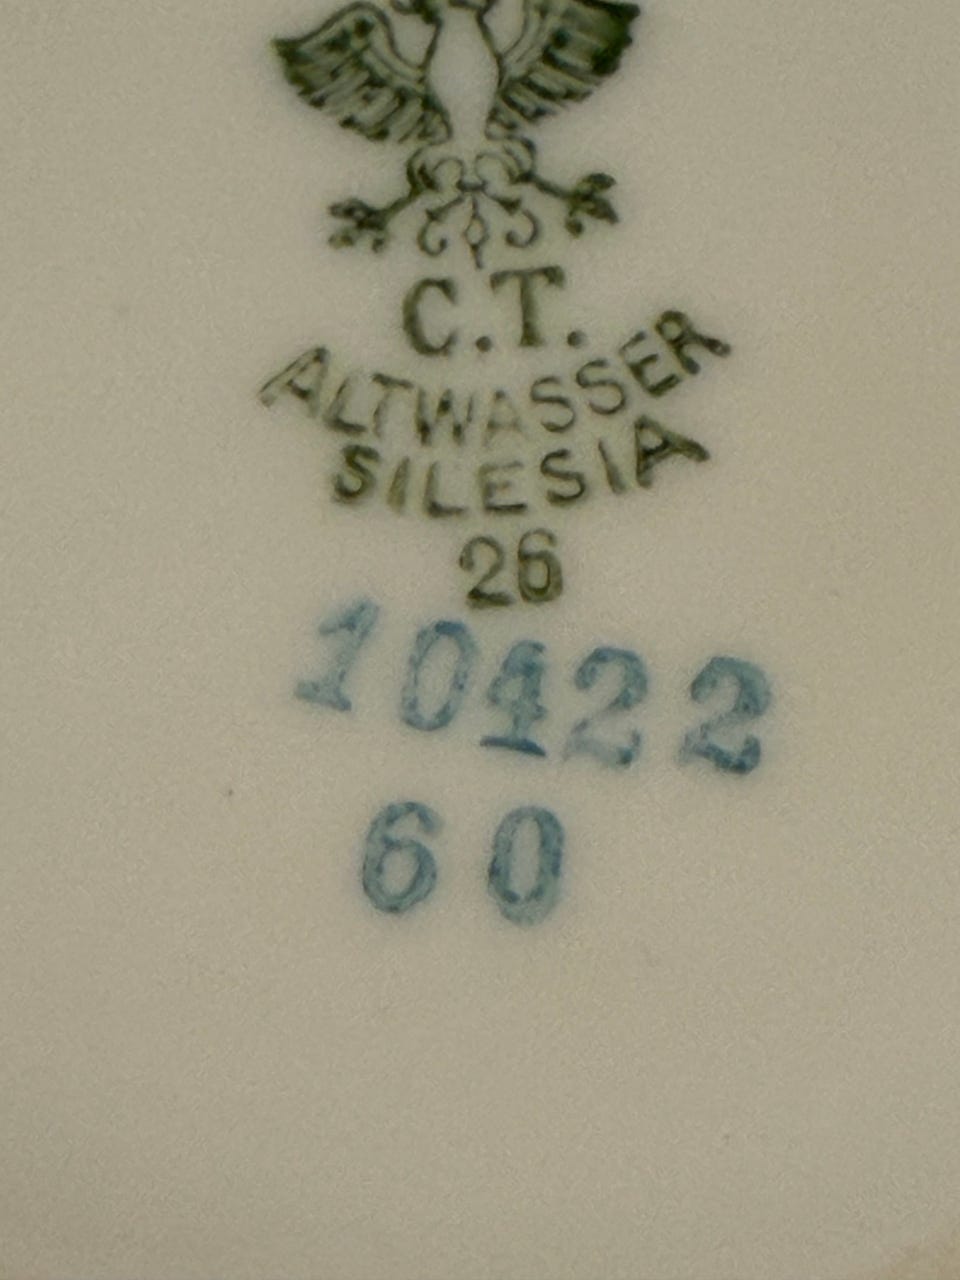 C.T.
ALTWASSER
SILESIA
26
10422
60